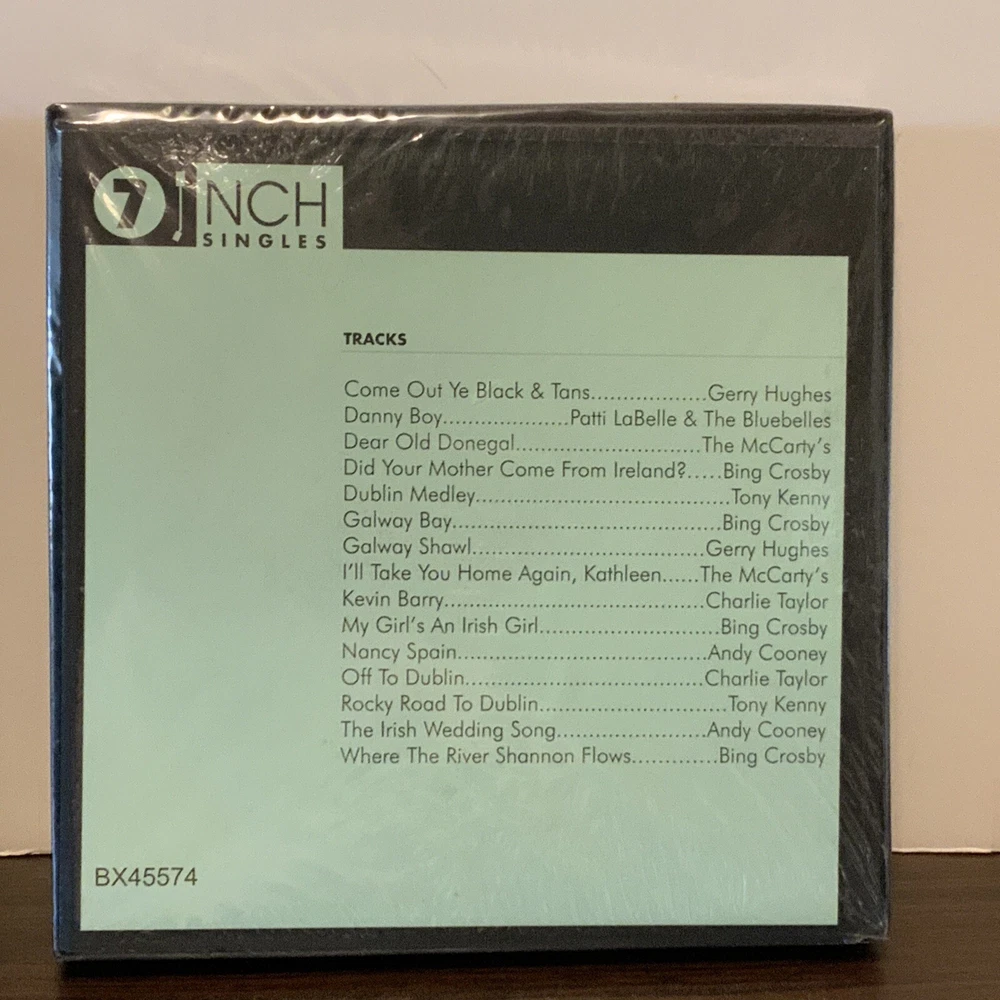 7 INCH
SINGLES
TRACKS
Come Out Ye Black & Tans..................Gerry Hughes
Danny Boy....................Patti LaBelle & The Bluebelles
Dear Old Donegal.............................The McCarty's
Did Your Mother Come From Ireland?.....Bing Crosby
Dublin Medley........................................Tony Kenny
Galway Bay..........................................Bing Crosby
Galway Shawl.....................................Gerry Hughes
I'll Take You Home Again, Kathleen......The McCarty's
Kevin Barry.........................................Charlie Taylor
My Girl's An Irish Girl............................Bing Crosby
Nancy Spain.......................................Andy Cooney
Off To Dublin.....................................Charlie Taylor
Rocky Road To Dublin.............................Tony Kenny
The Irish Wedding Song.......................Andy Cooney
Where The River Shannon Flows.............Bing Crosby
BX45574